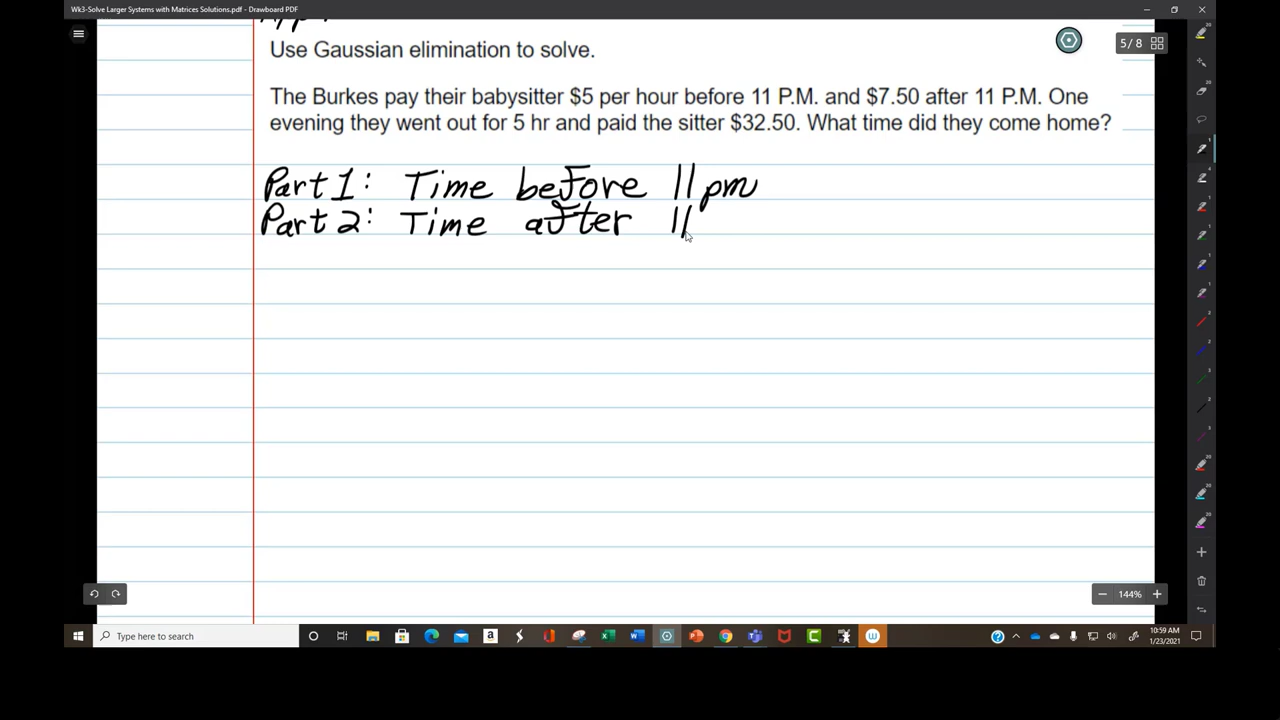 Wk3-Solve Larger Systems with Matrices Solutions.pdf - Drawboard PDF
5/8
Use Gaussian elimination to solve.
The Burkes pay their babysitter $5 per hour before 11 P.M. and $7.50 after 11 P.M. One
evening they went out for 5 hr and paid the sitter $32.50. What time did they come home?
Part 1: Time before 11pm
Part 2: Time after 11
144%
Type here to search
10:59 AM
1/23/2021